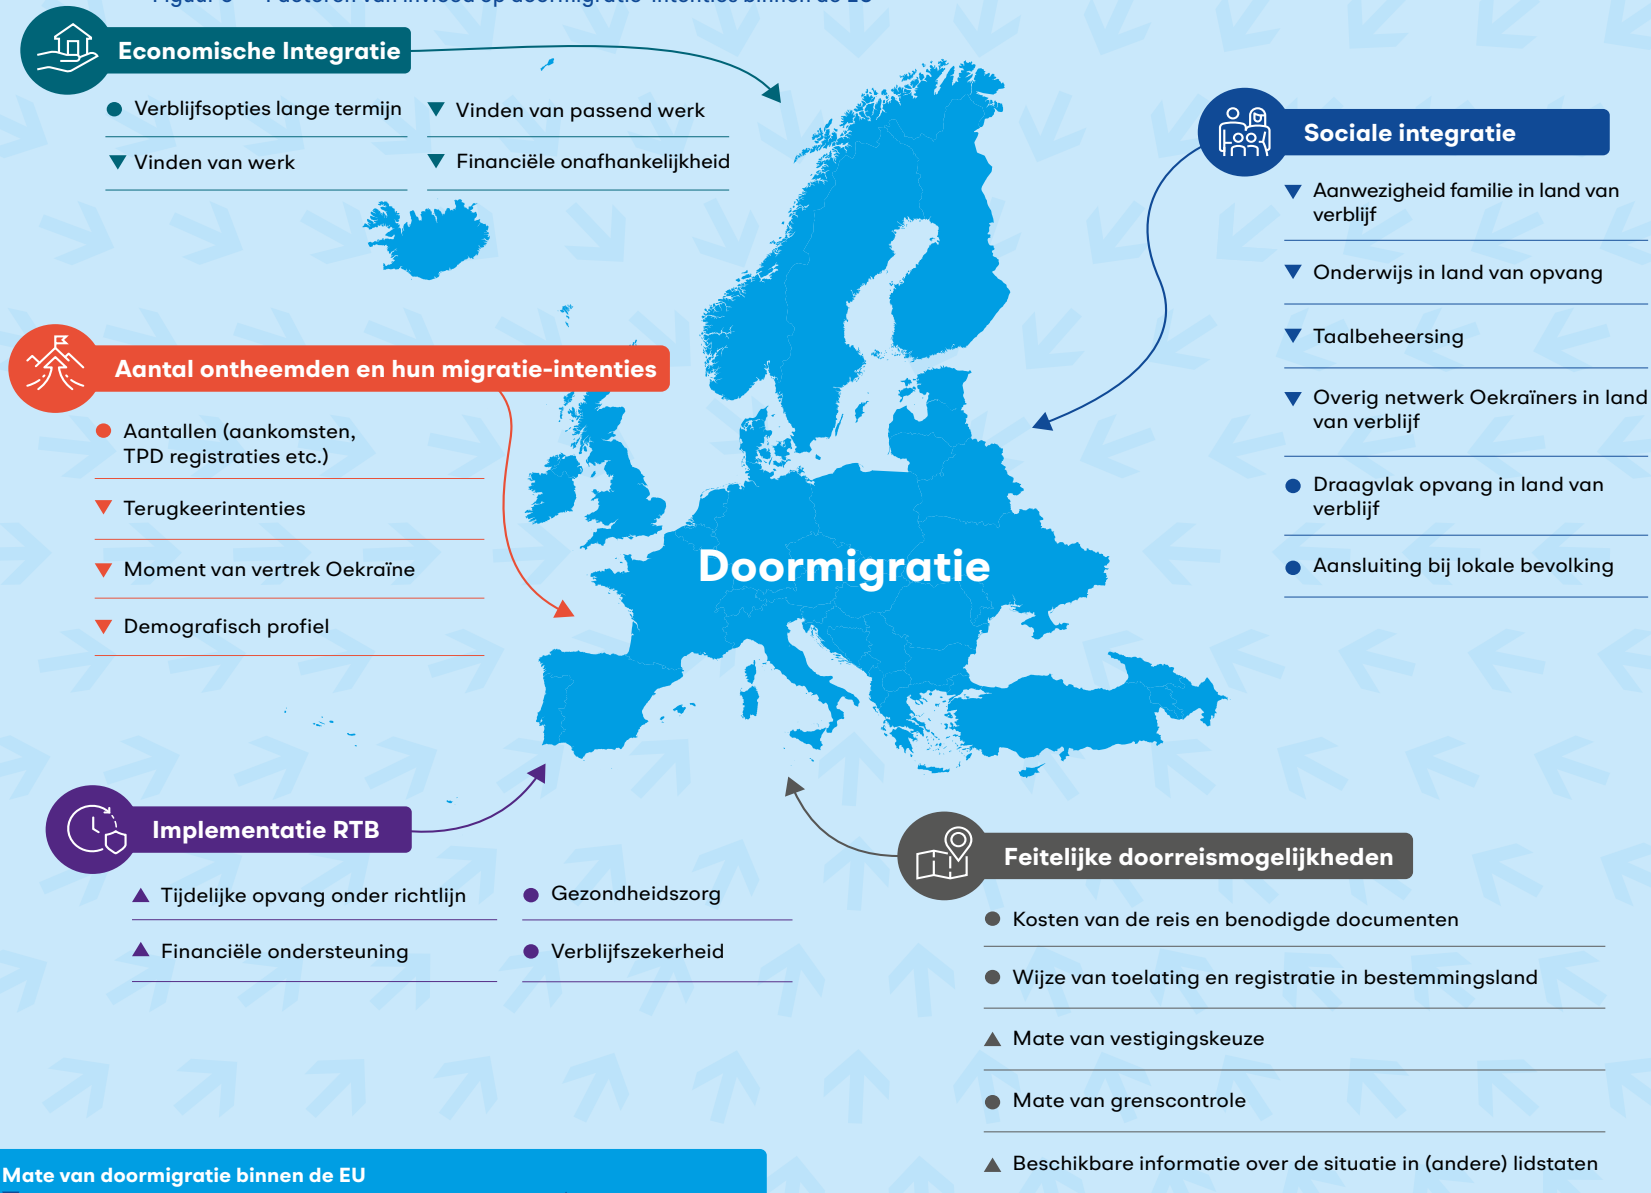 Economische Integratie
Verblijfsopties lange termijn
Vinden van passend werk
Vinden van werk
Financiële onafhankelijkheid
Sociale integratie
Aanwezigheid familie in land van
verblijf
Onderwijs in land van opvang
Taalbeheersing
Overig netwerk Oekraïners in land
van verblijf
Draagvlak opvang in land van
verblijf
Aansluiting bij lokale bevolking
Aantal ontheemden en hun migratie-intenties
Aantallen (aankomsten,
TPD registraties etc.)
Terugkeerintenties
Moment van vertrek Oekraïne
Demografisch profiel
Doormigratie
Implementatie RTB
Tijdelijke opvang onder richtlijn
Gezondheidszorg
Financiële ondersteuning
Verblijfszekerheid
Feitelijke doorreismogelijkheden
Kosten van de reis en benodigde documenten
Wijze van toelating en registratie in bestemmingsland
Mate van vestigingskeuze
Mate van grenscontrole
Beschikbare informatie over de situatie in (andere) lidstaten
Mate van doormigratie binnen de EU